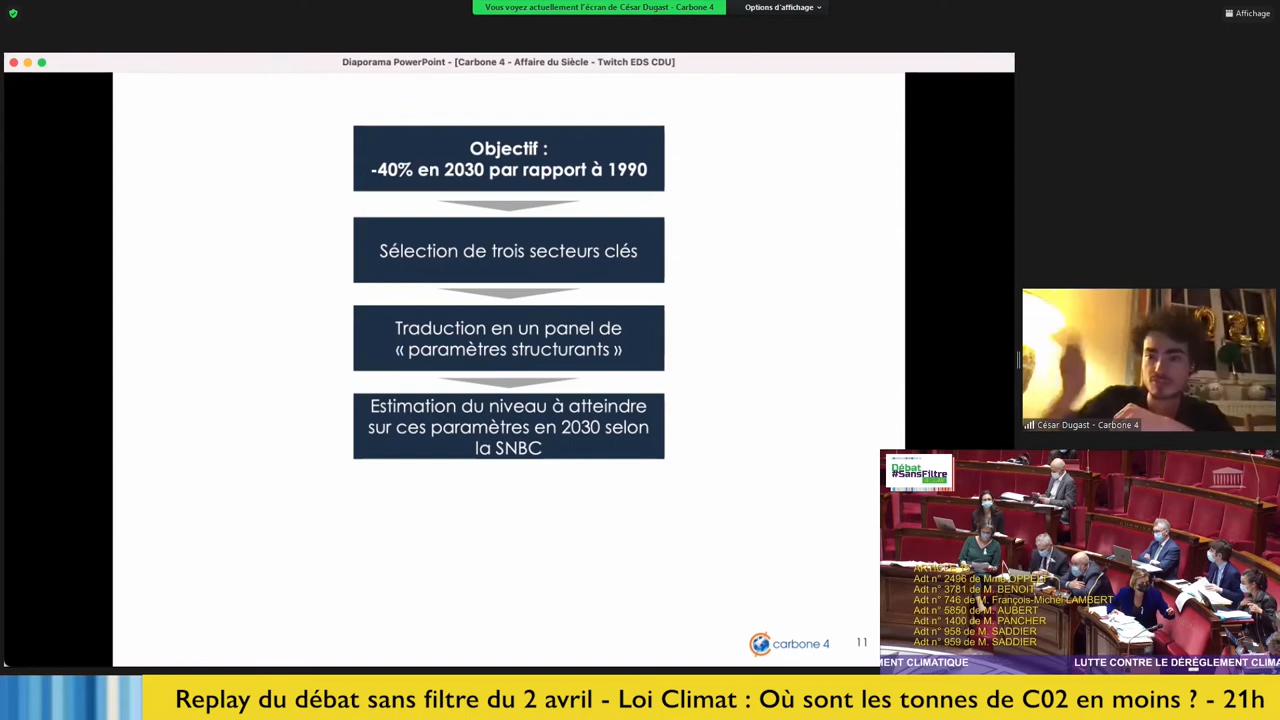 Vous voyez actuellement l'écran de César Dugast - Carbone 4
Options d'affichage
Affichage
Diaporama PowerPoint - [Carbone 4 - Affaire du Siècle - Twitch EDS CDU]
Objectif :
-40% en 2030 par rapport à 1990
Sélection de trois secteurs clés
Traduction en un panel de
« paramètres structurants »
Estimation du niveau à atteindre
sur ces paramètres en 2030 selon
la SNBC
carbone 4
11
César Dugast - Carbone 4
Débat
#SansFiltre
Adt n° 2496 de Mme OPPELT
Adt n° 3781 de M. BENOIT
Adt n° 746 de M. François-Michel LAMBERT
Adt n° 5850 de M. AUBERT
Adt n° 1400 de M. PANCHER
Adt n° 958 de M. SADDIER
Adt n° 959 de M. SADDIER
MENT CLIMATIQUE
LUTTE CONTRE LE DÉRÈGLEMENT CLIMA
Replay du débat sans filtre du 2 avril - Loi Climat : Où sont les tonnes de C02 en moins ? - 21h